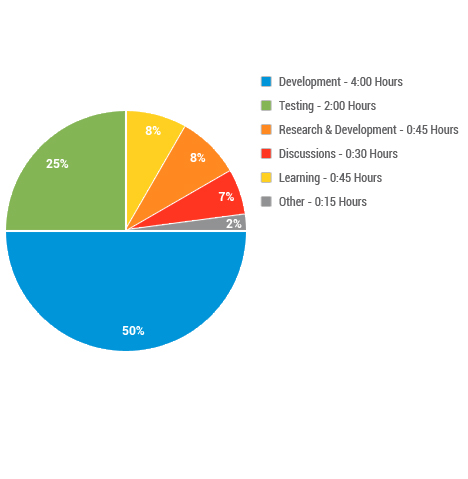 Development - 4:00 Hours
Testing - 2:00 Hours
Research & Development - 0:45 Hours
Discussions - 0:30 Hours
Learning - 0:45 Hours
Other - 0:15 Hours
8%
8%
25%
7%
2%
50%